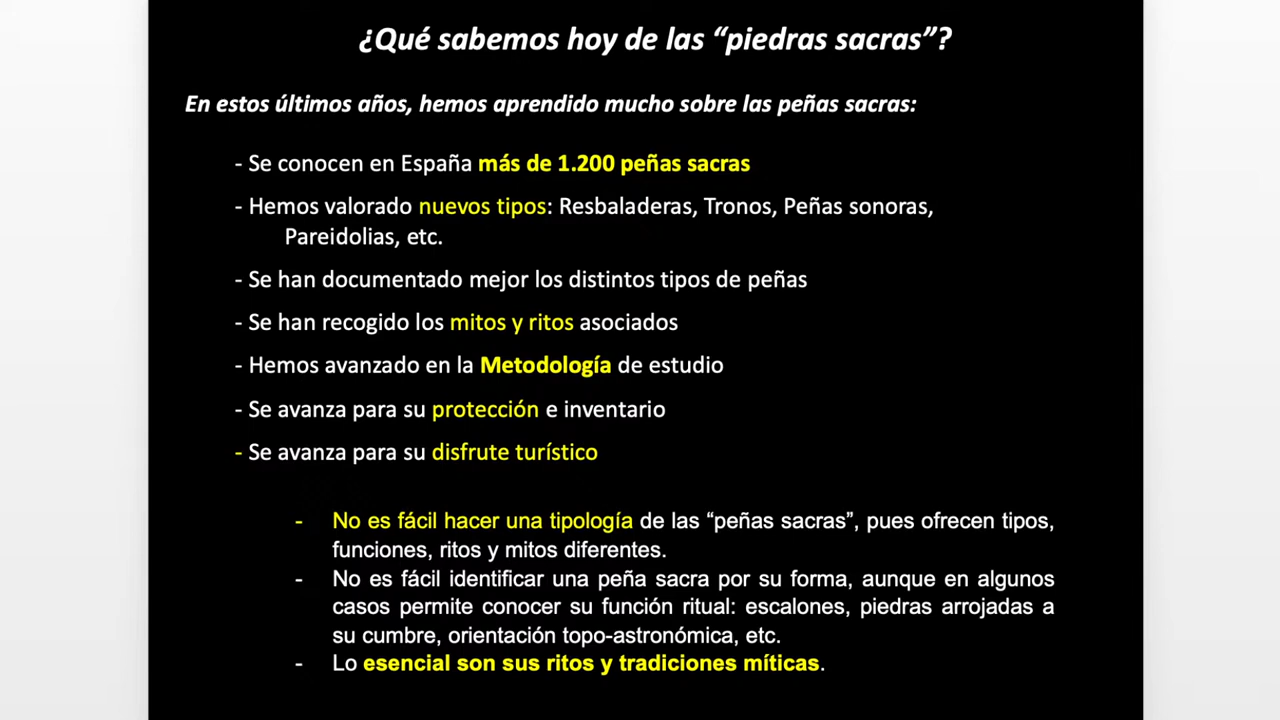 ¿Qué sabemos hoy de las “piedras sacras”?
En estos últimos años, hemos aprendido mucho sobre las peñas sacras:
- Se conocen en España más de 1.200 peñas sacras
- Hemos valorado nuevos tipos: Resbaladeras, Tronos, Peñas sonoras,
Pareidolias, etc.
- Se han documentado mejor los distintos tipos de peñas
- Se han recogido los mitos y ritos asociados
- Hemos avanzado en la Metodología de estudio
- Se avanza para su protección e inventario
- Se avanza para su disfrute turístico
- No es fácil hacer una tipología de las “peñas sacras”, pues ofrecen tipos,
funciones, ritos y mitos diferentes.
- No es fácil identificar una peña sacra por su forma, aunque en algunos
casos permite conocer su función ritual: escalones, piedras arrojadas a
su cumbre, orientación topo-astronómica, etc.
- Lo esencial son sus ritos y tradiciones míticas.